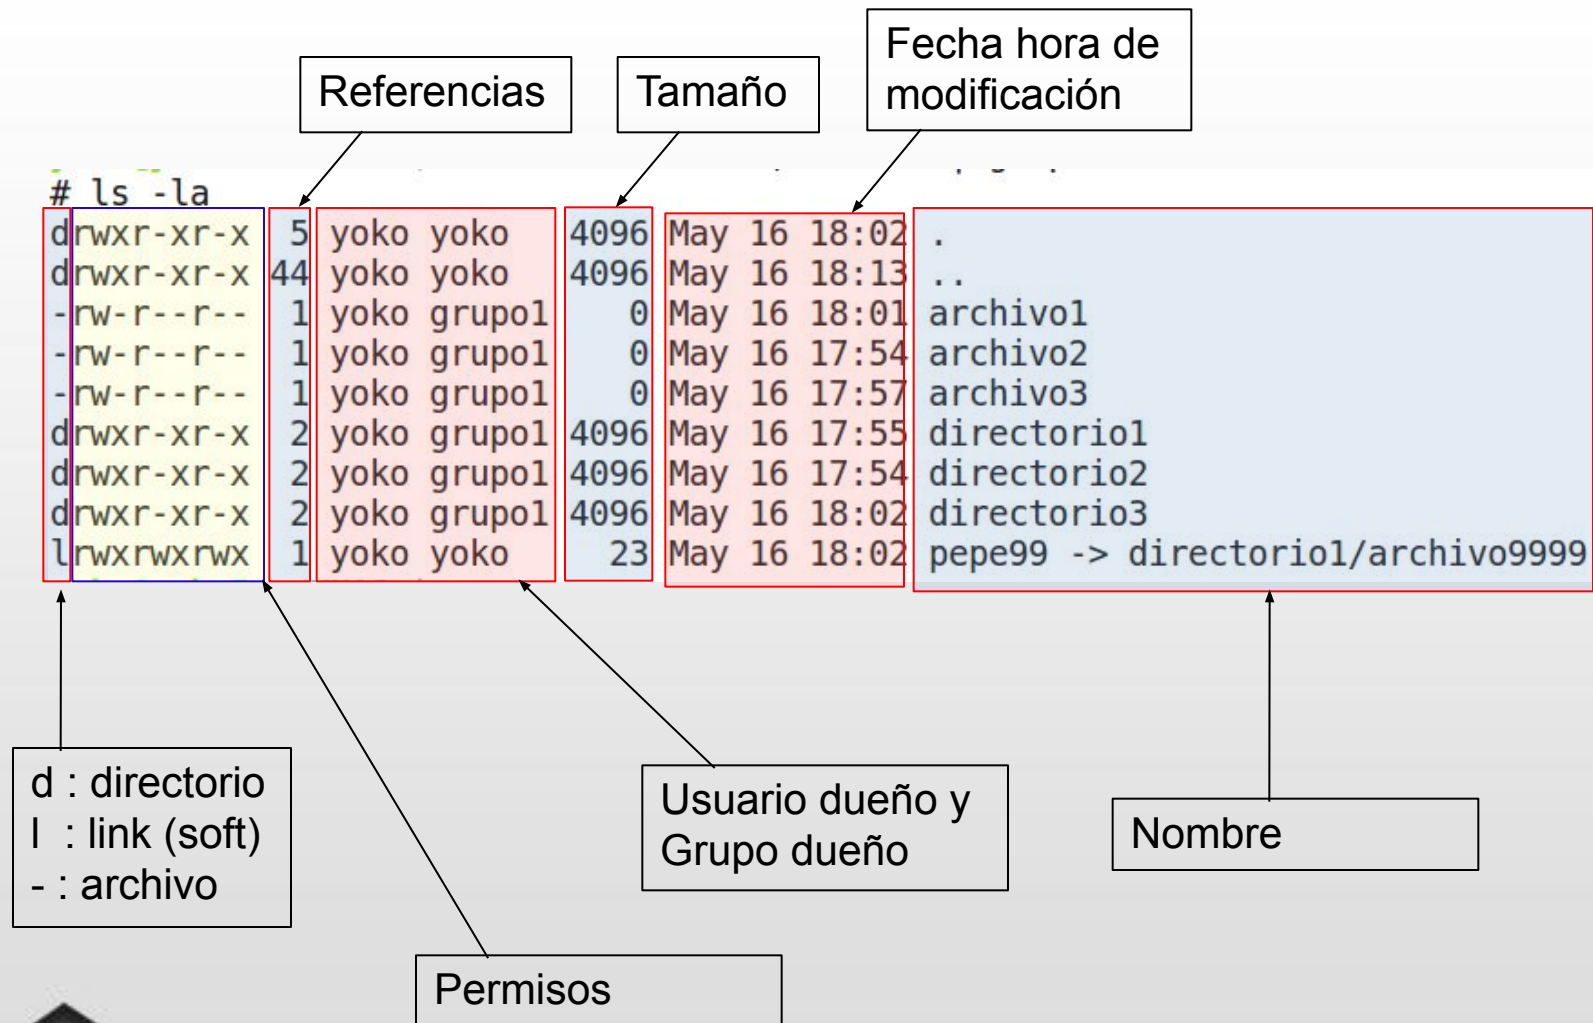 Fecha hora de
modificación
Referencias
Tamaño
# ls -la
drwxr-xr-x 5 yoko yoko 4096 May 16 18:02 .
drwxr-xr-x 44 yoko yoko 4096 May 16 18:13 ..
-rw-r--r-- 1 yoko grupo1 0 May 16 18:01 archivo1
-rw-r--r-- 1 yoko grupo1 0 May 16 17:54 archivo2
-rw-r--r-- 1 yoko grupo1 0 May 16 17:57 archivo3
drwxr-xr-x 2 yoko grupo1 4096 May 16 17:55 directorio1
drwxr-xr-x 2 yoko grupo1 4096 May 16 17:54 directorio2
drwxr-xr-x 2 yoko grupo1 4096 May 16 18:02 directorio3
lrwxrwxrwx 1 yoko yoko 23 May 16 18:02 pepe99 -> directorio1/archivo9999
d : directorio
l : link (soft)
- : archivo
Usuario dueño y
Grupo dueño
Nombre
Permisos